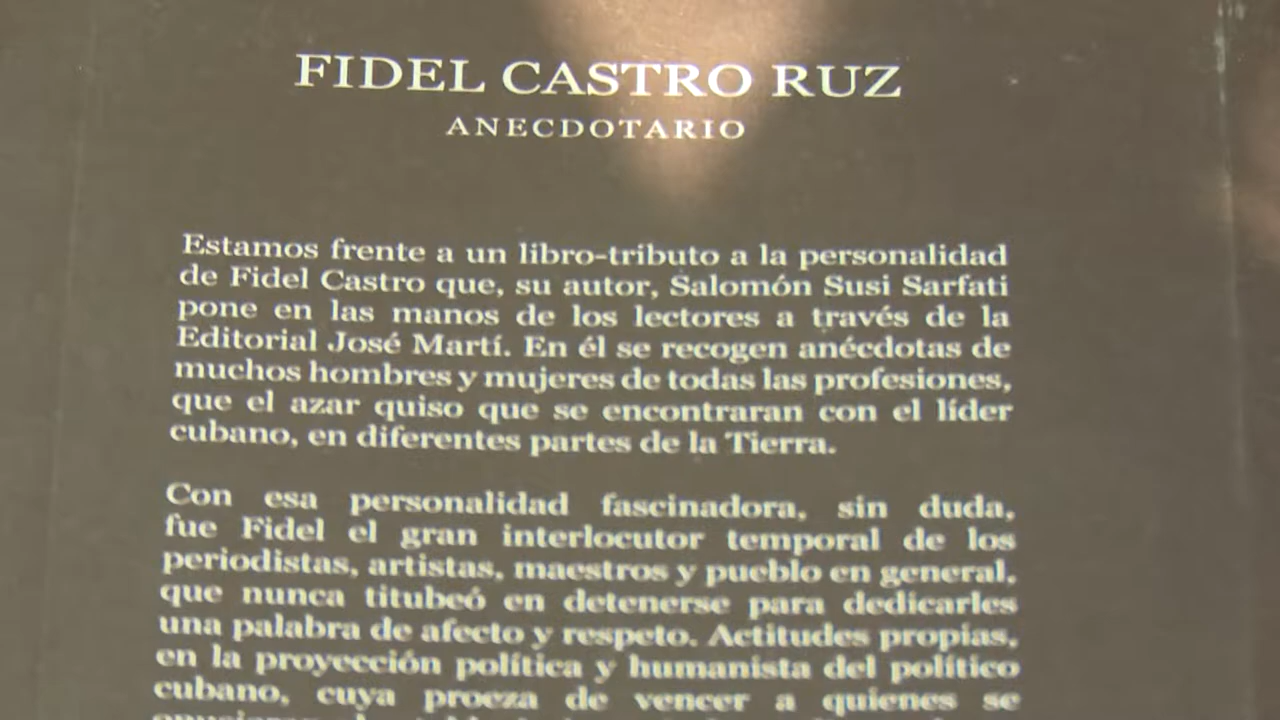 FIDEL CASTRO RUZ
ANECDOTARIO
Estamos frente a un libro-tributo a la personalidad
de Fidel Castro que, su autor, Salomón Susi Sarfati
pone en las manos de los lectores a través de la
Editorial José Martí. En él se recogen anécdotas de
muchos hombres y mujeres de todas las profesiones,
que el azar quiso que se encontraran con el líder
cubano, en diferentes partes de la Tierra.
Con esa personalidad fascinadora, sin duda,
fue Fidel el gran interlocutor temporal de los
periodistas, artistas, maestros y pueblo en general,
que nunca titubeó en detenerse para dedicarles
una palabra de afecto y respeto. Actitudes propias,
en la proyección política y humanista del político
cubano, cuya proeza de vencer a quienes se